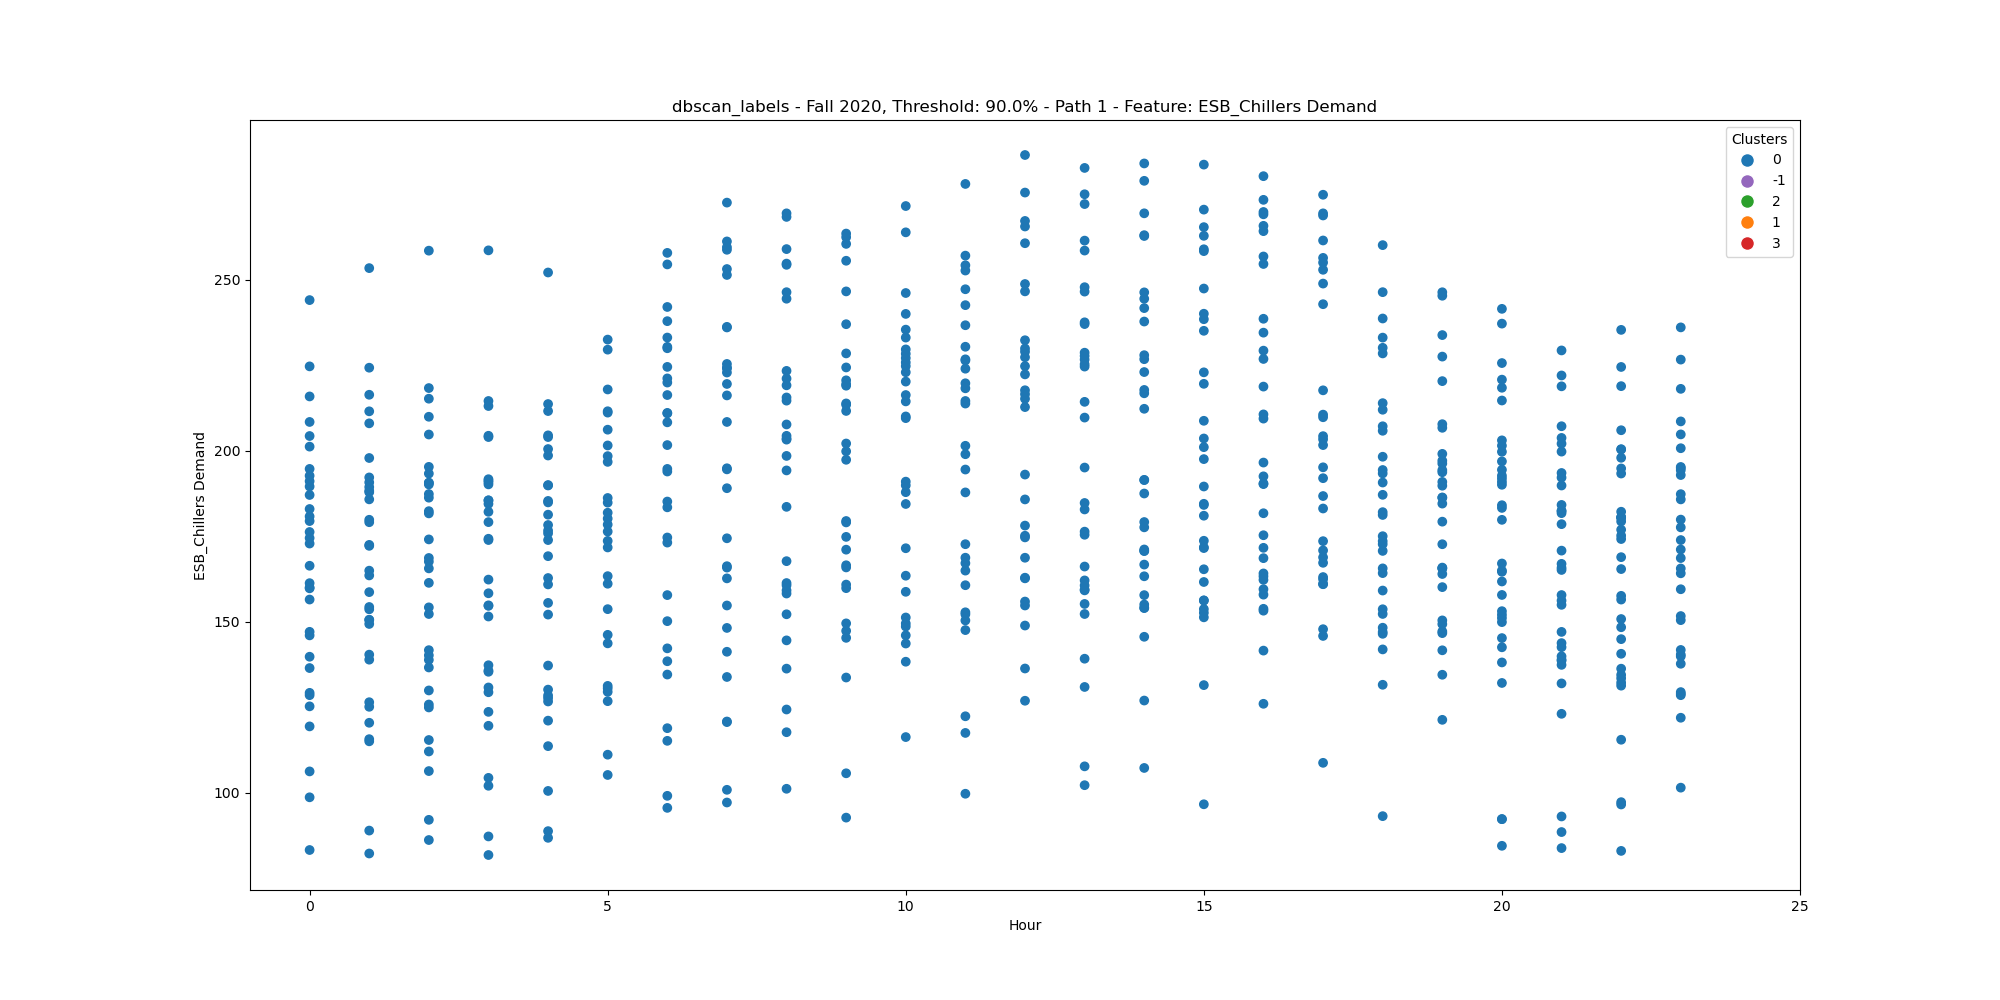 dbscan_labels - Fall 2020, Threshold: 90.0% - Path 1 - Feature: ESB_Chillers Demand
Clusters
0
-1
2
1
3
250
200
150
100
ESB_Chillers Demand
0 5 10 15 20 25
Hour